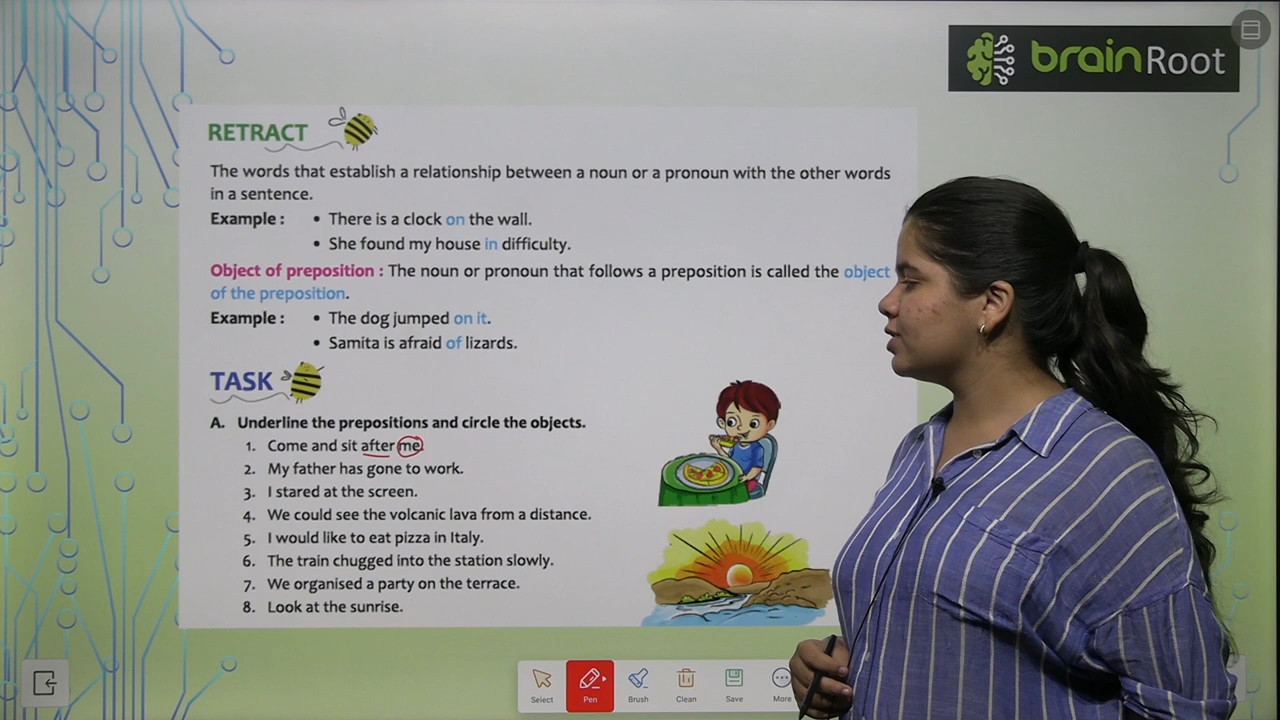 brainRoot
RETRACT
The words that establish a relationship between a noun or a pronoun with the other words
in a sentence.
Example : • There is a clock on the wall.
• She found my house in difficulty.
Object of preposition : The noun or pronoun that follows a preposition is called the object
of the preposition.
Example : • The dog jumped on it.
• Samita is afraid of lizards.
TASK
A. Underline the prepositions and circle the objects.
1. Come and sit after me.
2. My father has gone to work.
3. I stared at the screen.
4. We could see the volcanic lava from a distance.
5. I would like to eat pizza in Italy.
6. The train chugged into the station slowly.
7. We organised a party on the terrace.
8. Look at the sunrise.
Select Pen Brush Clean Save More